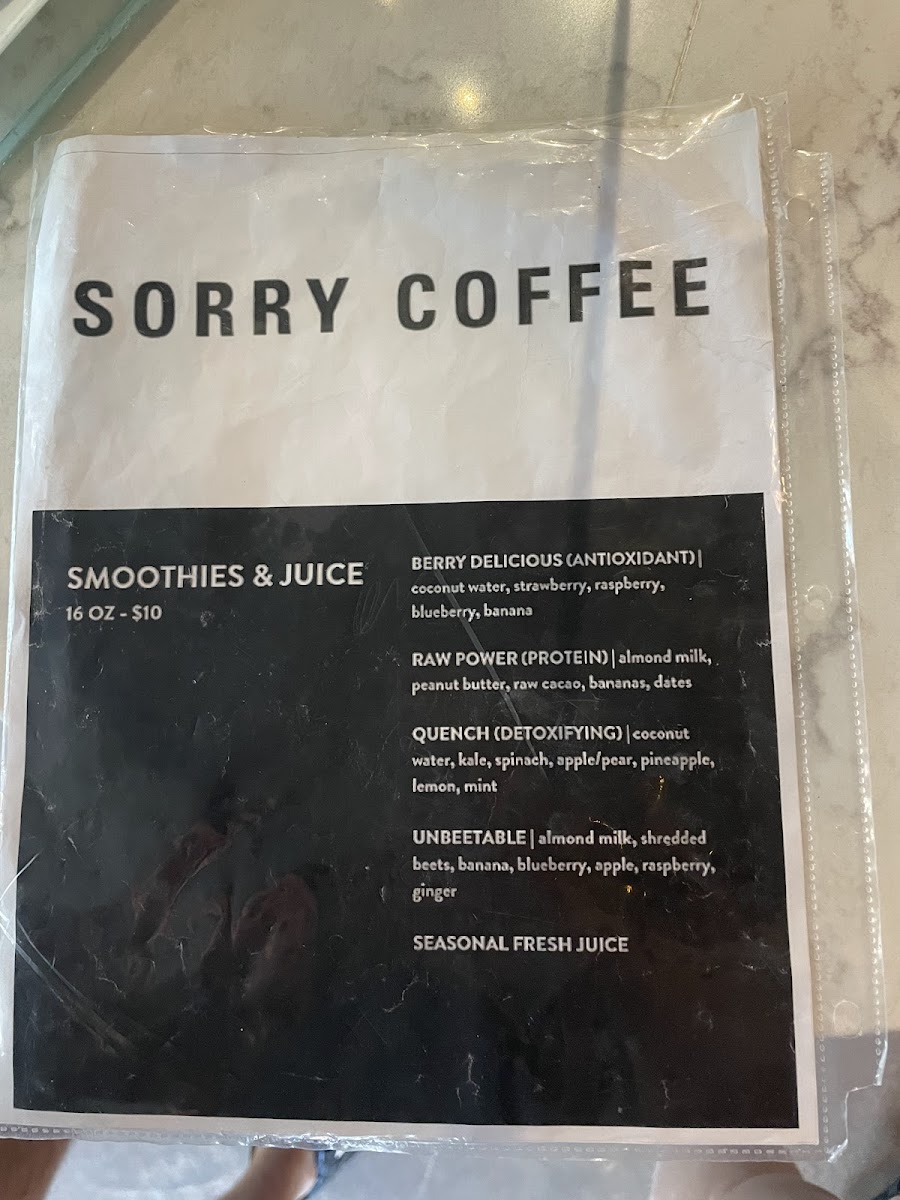 SORRY COFFEE
SMOOTHIES & JUICE
16 OZ - $10
BERRY DELICIOUS (ANTIOXIDANT) |
coconut water, strawberry, raspberry,
blueberry, banana
RAW POWER (PROTEIN) | almond milk,
peanut butter, raw cacao, bananas, dates
QUENCH (DETOXIFYING) | coconut
water, kale, spinach, apple/pear, pineapple,
lemon, mint
UNBEETABLE | almond milk, shredded
beets, banana, blueberry, apple, raspberry,
ginger
SEASONAL FRESH JUICE